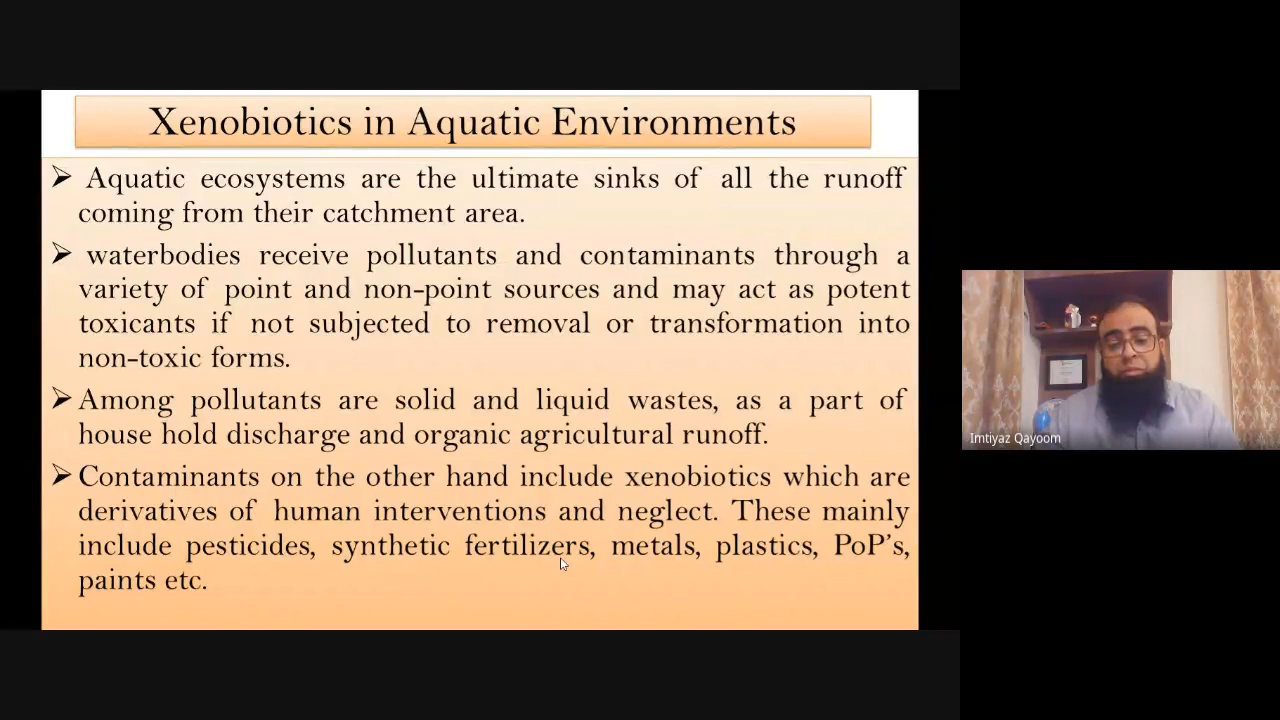 Xenobiotics in Aquatic Environments
➢ Aquatic ecosystems are the ultimate sinks of all the runoff
coming from their catchment area.
➢ waterbodies receive pollutants and contaminants through a
variety of point and non-point sources and may act as potent
toxicants if not subjected to removal or transformation into
non-toxic forms.
➢ Among pollutants are solid and liquid wastes, as a part of
house hold discharge and organic agricultural runoff.
➢ Contaminants on the other hand include xenobiotics which are
derivatives of human interventions and neglect. These mainly
include pesticides, synthetic fertilizers, metals, plastics, PoP’s,
paints etc.
Imtiyaz Qayoom